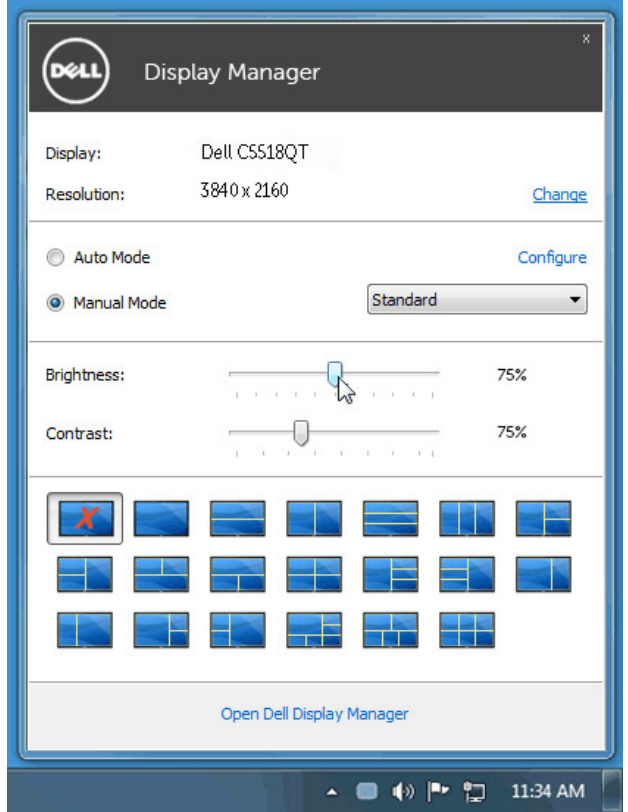 DELL
Display Manager
x
Display: Dell C5518QT
Resolution: 3840 x 2160 Change
Auto Mode Configure
Manual Mode Standard
Brightness: 75%
Contrast: 75%
X
Open Dell Display Manager
11:34 AM